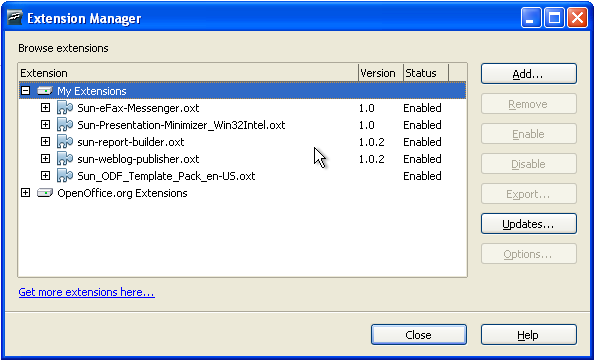 Extension Manager
Browse extensions
Extension Version Status
My Extensions
Sun-eFax-Messenger.oxt 1.0 Enabled
Sun-Presentation-Minimizer_Win32Intel.oxt 1.0 Enabled
sun-report-builder.oxt 1.0.2 Enabled
sun-weblog-publisher.oxt 1.0.2 Enabled
Sun_ODF_Template_Pack_en-US.oxt Enabled
OpenOffice.org Extensions
Add...
Remove
Enable
Disable
Export...
Updates...
Options...
Get more extensions here...
Close Help